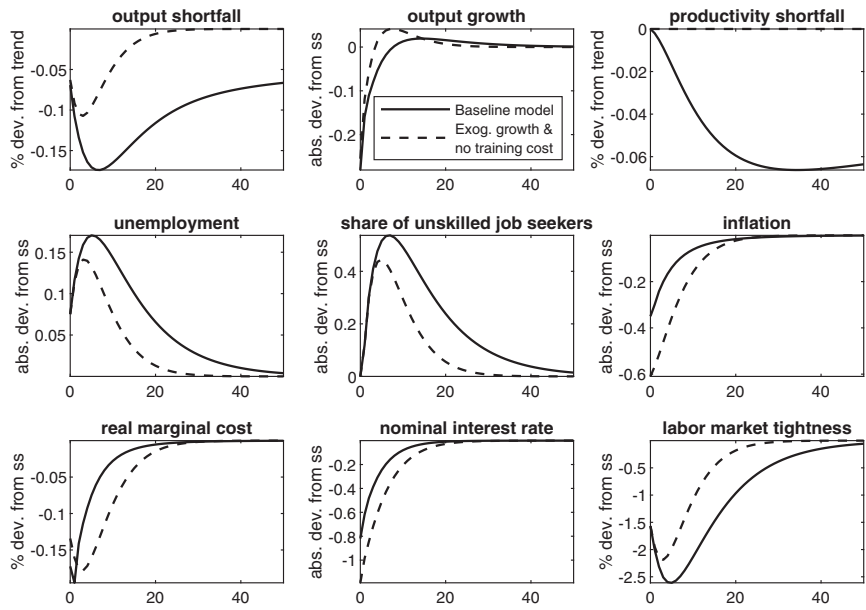 output shortfall
% dev. from trend
-0.05
-0.1
-0.15
0
20
40
output growth
abs. dev. from ss
0
-0.1
-0.2
Baseline model
Exog. growth &
no training cost
0
20
40
productivity shortfall
% dev. from trend
0
-0.02
-0.04
-0.06
0
20
40
unemployment
abs. dev. from ss
0.15
0.1
0.05
0
20
40
share of unskilled job seekers
abs. dev. from ss
0.4
0.2
0
0
20
40
inflation
abs. dev. from ss
-0.2
-0.4
-0.6
0
20
40
real marginal cost
% dev. from ss
-0.05
-0.1
-0.15
0
20
40
nominal interest rate
abs. dev. from ss
-0.2
-0.4
-0.6
-0.8
-1
0
20
40
labor market tightness
% dev. from ss
-0.5
-1
-1.5
-2
-2.5
0
20
40